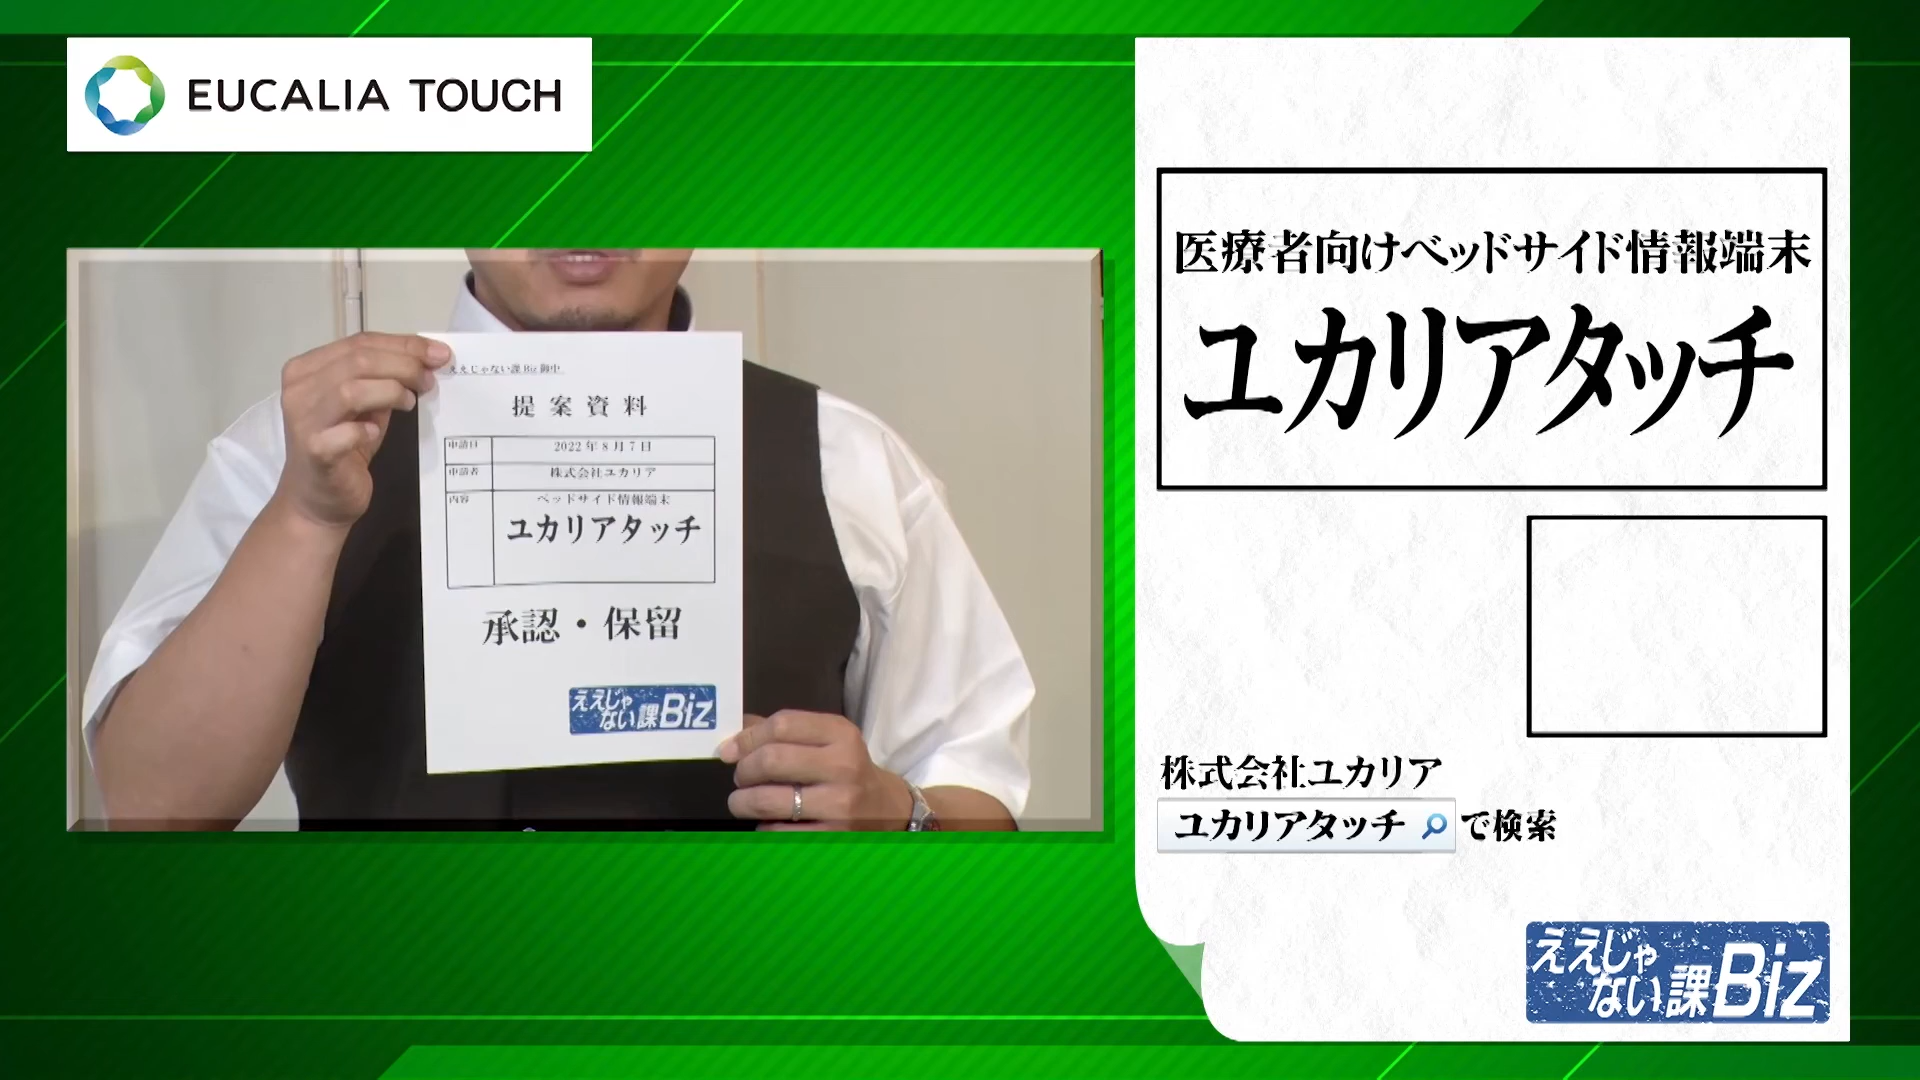 EUCALIA TOUCH
ええじゃない課Biz 御中
提案資料
申請日 2022年8月7日
申請者 株式会社ユカリア
内容 ベッドサイド情報端末
ユカリアタッチ
承認・保留
ええじゃ
ない課Biz
医療者向けベッドサイド情報端末
ユカリアタッチ
株式会社ユカリア
ユカリアタッチ で検索
ええじゃ
ない課Biz